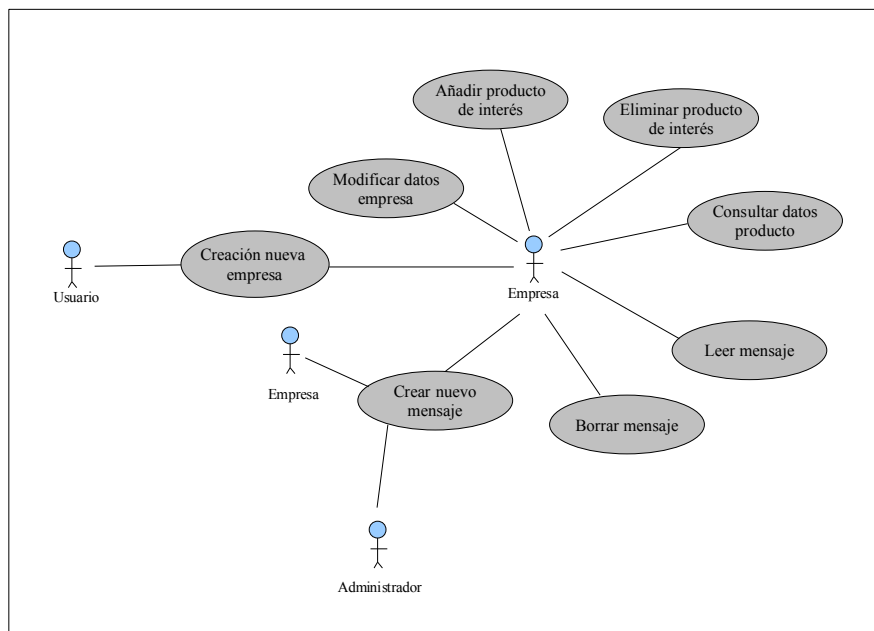 Añadir producto
de interés
Eliminar producto
de interés
Modificar datos
empresa
Consultar datos
producto
Creación nueva
empresa
Usuario
Empresa
Leer mensaje
Empresa
Crear nuevo
mensaje
Borrar mensaje
Administrador